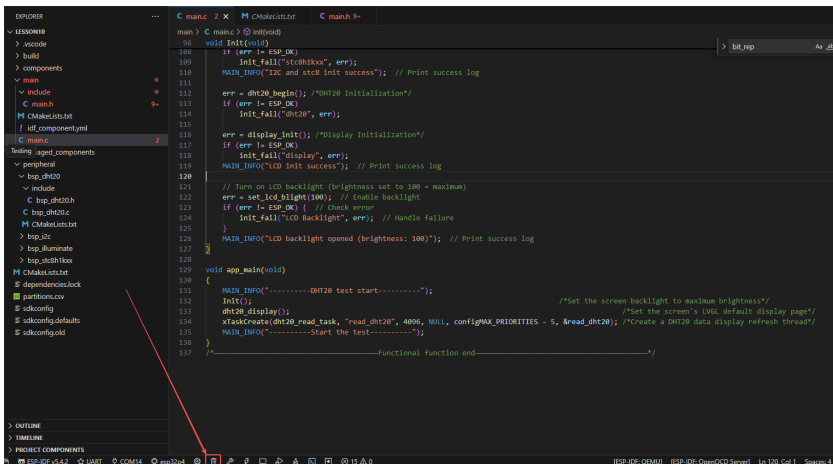 EXPLORER
LESSON10
.vscode
build
components
main
include
C main.h 9+
M CMakeLists.txt
! idf_component.yml
C main.c 2
Testing aged_components
peripheral
bsp_dht20
include
C bsp_dht20.h
C bsp_dht20.c
M CMakeLists.txt
bsp_i2c
bsp_illuminate
bsp_stc8h1kxx
M CMakeLists.txt
dependencies.lock
partitions.csv
sdkconfig
sdkconfig.defaults
sdkconfig.old
OUTLINE
TIMELINE
PROJECT COMPONENTS
C main.c 2 M CMakeLists.txt C main.h 9+
main > C main.c > Init(void)
bit_rep Aa
98 void Init(void)
108 if (err != ESP_OK)
109 init_fail("stc8h1kxx", err);
110 MAIN_INFO("I2C and stc8 init success"); // Print success log
111
112 err = dht20_begin(); /*DHT20 Initialization*/
113 if (err != ESP_OK)
114 init_fail("dht20", err);
115
116 err = display_init(); /*Display Initialization*/
117 if (err != ESP_OK)
118 init_fail("display", err);
119 MAIN_INFO("LCD init success"); // Print success log
120
121 // Turn on LCD backlight (brightness set to 100 = maximum)
122 err = set_lcd_blight(100); // Enable backlight
123 if (err != ESP_OK) { // Check error
124 init_fail("LCD Backlight", err); // Handle failure
125 }
126 MAIN_INFO("LCD backlight opened (brightness: 100)"); // Print success log
127 }
128
129 void app_main(void)
130 {
131 MAIN_INFO("----------DHT20 test start----------");
132 Init(); /*Set the screen backlight to maximum brightness*/
133 dht20_display(); /*Set the screen's LVGL default display page*/
134 xTaskCreate(dht20_read_task, "read_dht20", 4096, NULL, configMAX_PRIORITIES - 5, &read_dht20); /*Create a DHT20 data display refresh thread*/
135 MAIN_INFO("----------Start the test----------");
136 }
137 /*————————————————Functional function end————————————————*/
ESP-IDF v5.4.2 UART COM14 esp32p4 15 0 [ESP-IDF: QEMU] [ESP-IDF: OpenOCD Server] Ln 120, Col 1 Spaces: 4